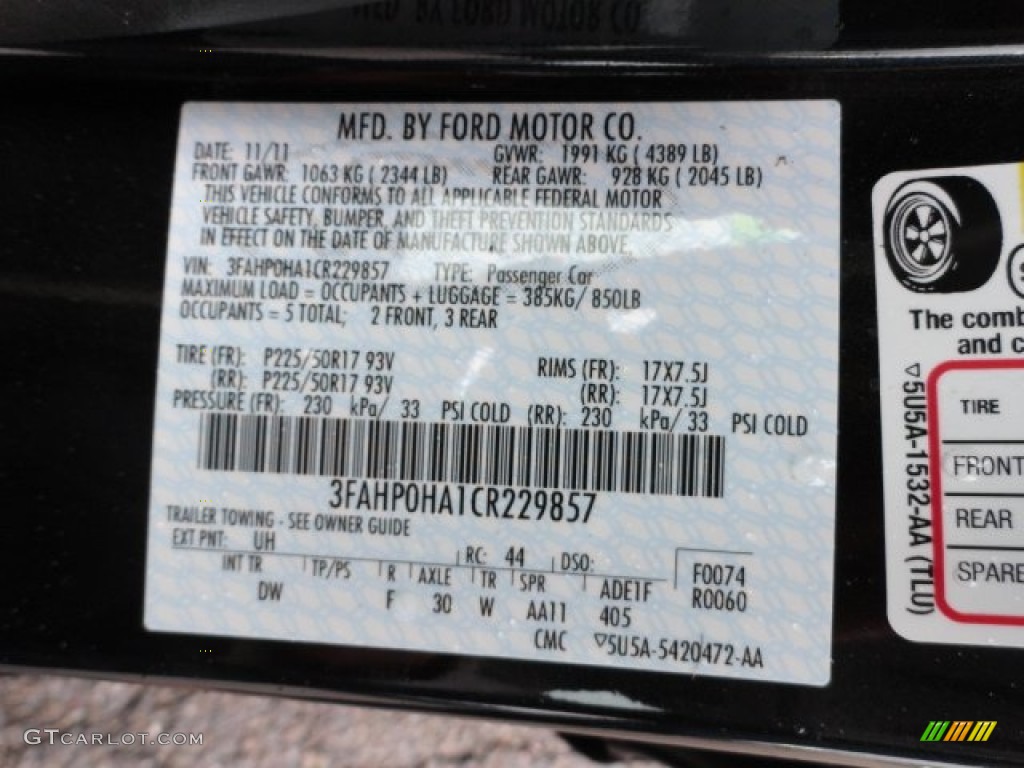 MFD. BY FORD MOTOR CO.
DATE: 11/11 GVWR: 1991 KG ( 4389 LB)
FRONT GAWR: 1063 KG ( 2344 LB) REAR GAWR: 928 KG ( 2045 LB)
THIS VEHICLE CONFORMS TO ALL APPLICABLE FEDERAL MOTOR
VEHICLE SAFETY, BUMPER, AND THEFT PREVENTION STANDARDS
IN EFFECT ON THE DATE OF MANUFACTURE SHOWN ABOVE.
VIN: 3FAHP0HA1CR229857 TYPE: Passenger Car
MAXIMUM LOAD = OCCUPANTS + LUGGAGE = 385KG/ 850LB
OCCUPANTS = 5 TOTAL; 2 FRONT, 3 REAR
TIRE (FR): P225/50R17 93V RIMS (FR): 17X7.5J
(RR): P225/50R17 93V (RR): 17X7.5J
PRESSURE (FR): 230 kPa/ 33 PSI COLD (RR): 230 kPa/ 33 PSI COLD
3FAHP0HA1CR229857
TRAILER TOWING - SEE OWNER GUIDE
EXT PNT: UH RC: 44 DSO:
INT TR TP/PS R AXLE TR SPR ADE1F F0074
DW F 30 W AA11 405 R0060
CMC ▽5U5A-5420472-AA
The comb
and c
▽5U5A-1532-AA (TLU)
TIRE
FRONT
REAR
SPARE
GTCARLOT.COM